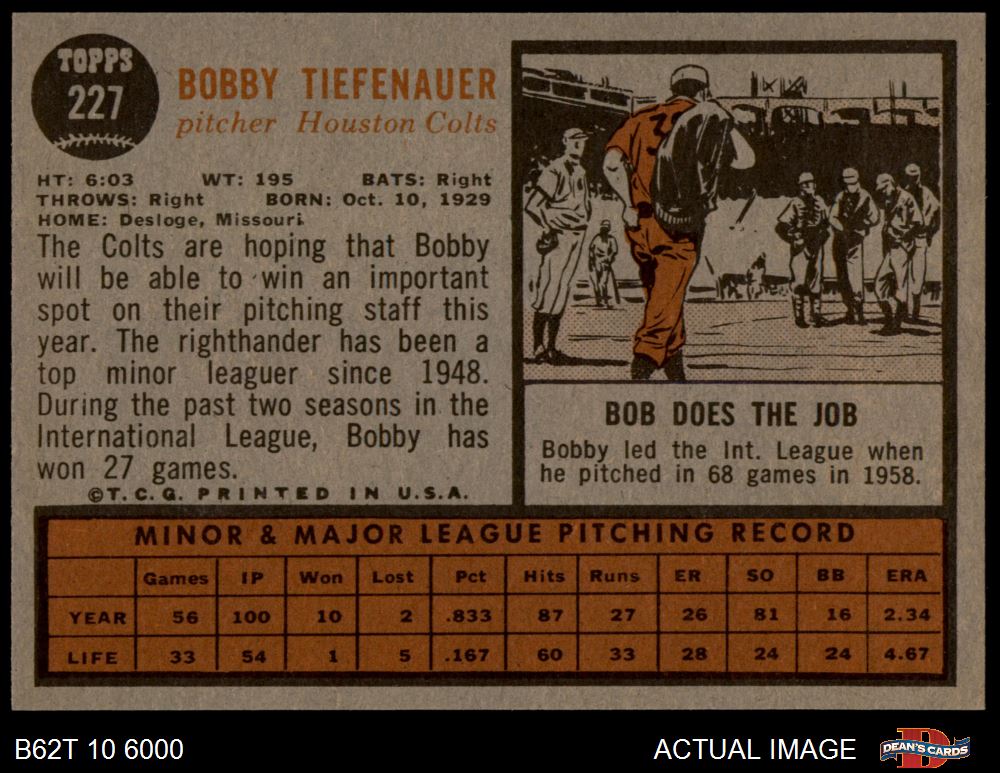 TOPPS
227
BOBBY TIEFENAUER
pitcher Houston Colts
HT: 6:03 WT: 195 BATS: Right
THROWS: Right BORN: Oct. 10, 1929
HOME: Desloge, Missouri
The Colts are hoping that Bobby
will be able to win an important
spot on their pitching staff this
year. The righthander has been a
top minor leaguer since 1948.
During the past two seasons in the
International League, Bobby has
won 27 games.
©T.C.G. PRINTED IN U.S.A.
BOB DOES THE JOB
Bobby led the Int. League when
he pitched in 68 games in 1958.
MINOR & MAJOR LEAGUE PITCHING RECORD
Games IP Won Lost Pct Hits Runs ER SO BB ERA
YEAR 56 100 10 2 .833 87 27 26 81 16 2.34
LIFE 33 54 1 5 .167 60 33 28 24 24 4.67
B62T 10 6000 ACTUAL IMAGE DEAN'S CARDS